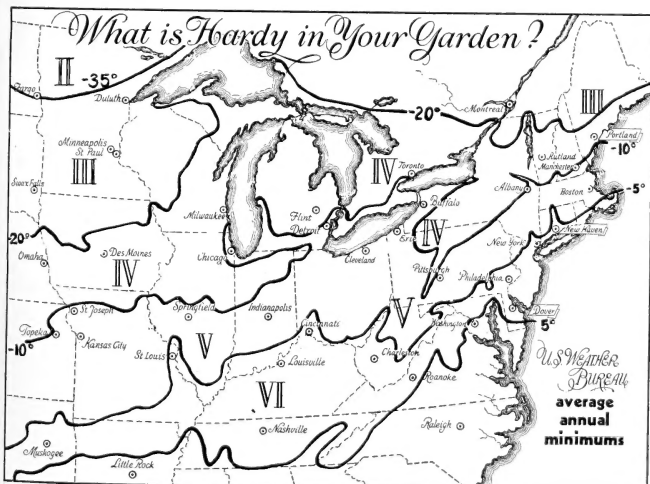 What is Hardy in Your Garden?
II
-35°
Fargo
Duluth
-20°
Montreal
III
Portland
-10°
Minneapolis
St Paul
III
IV
Toronto
Rutland
Manchester
Sioux Falls
Albany
Boston
-5°
Milwaukee
Flint
Detroit
Buffalo
IV
Erie
New Haven
-20°
Omaha
Des Moines
IV
Chicago
Cleveland
New York
Pittsburgh
Philadelphia
St Joseph
Springfield
Indianapolis
V
Dover
Topeka
-10°
Kansas City
V
St Louis
Cincinnati
Washington
5°
Louisville
Charleston
U.S. WEATHER
BUREAU
average
annual
minimums
VI
Roanoke
Nashville
Raleigh
Muskogee
Little Rock